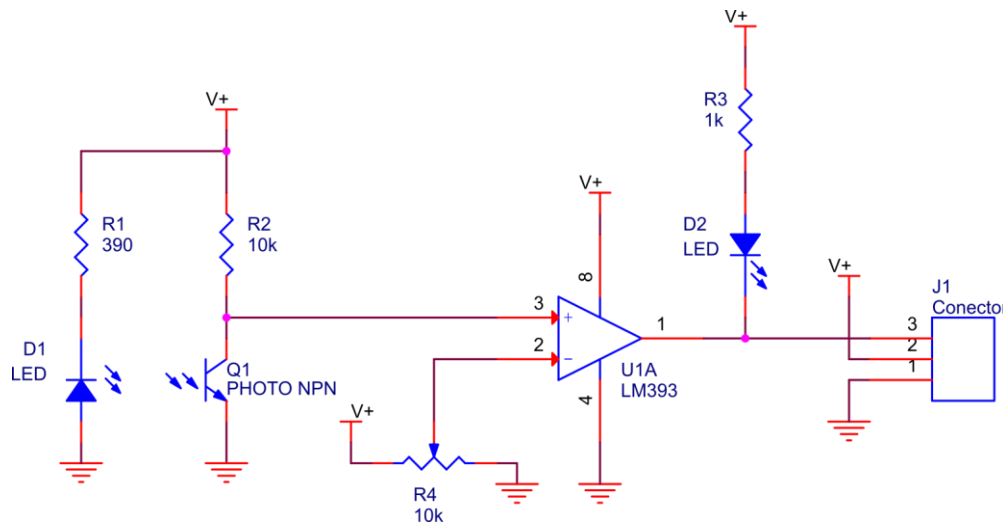 V+
R3
1k
V+
R1
390
R2
10k
V+
D2
LED
V+
J1
Conector
8
3
2
1
3
2
1
+
−
D1
LED
Q1
PHOTO NPN
U1A
LM393
4
V+
R4
10k